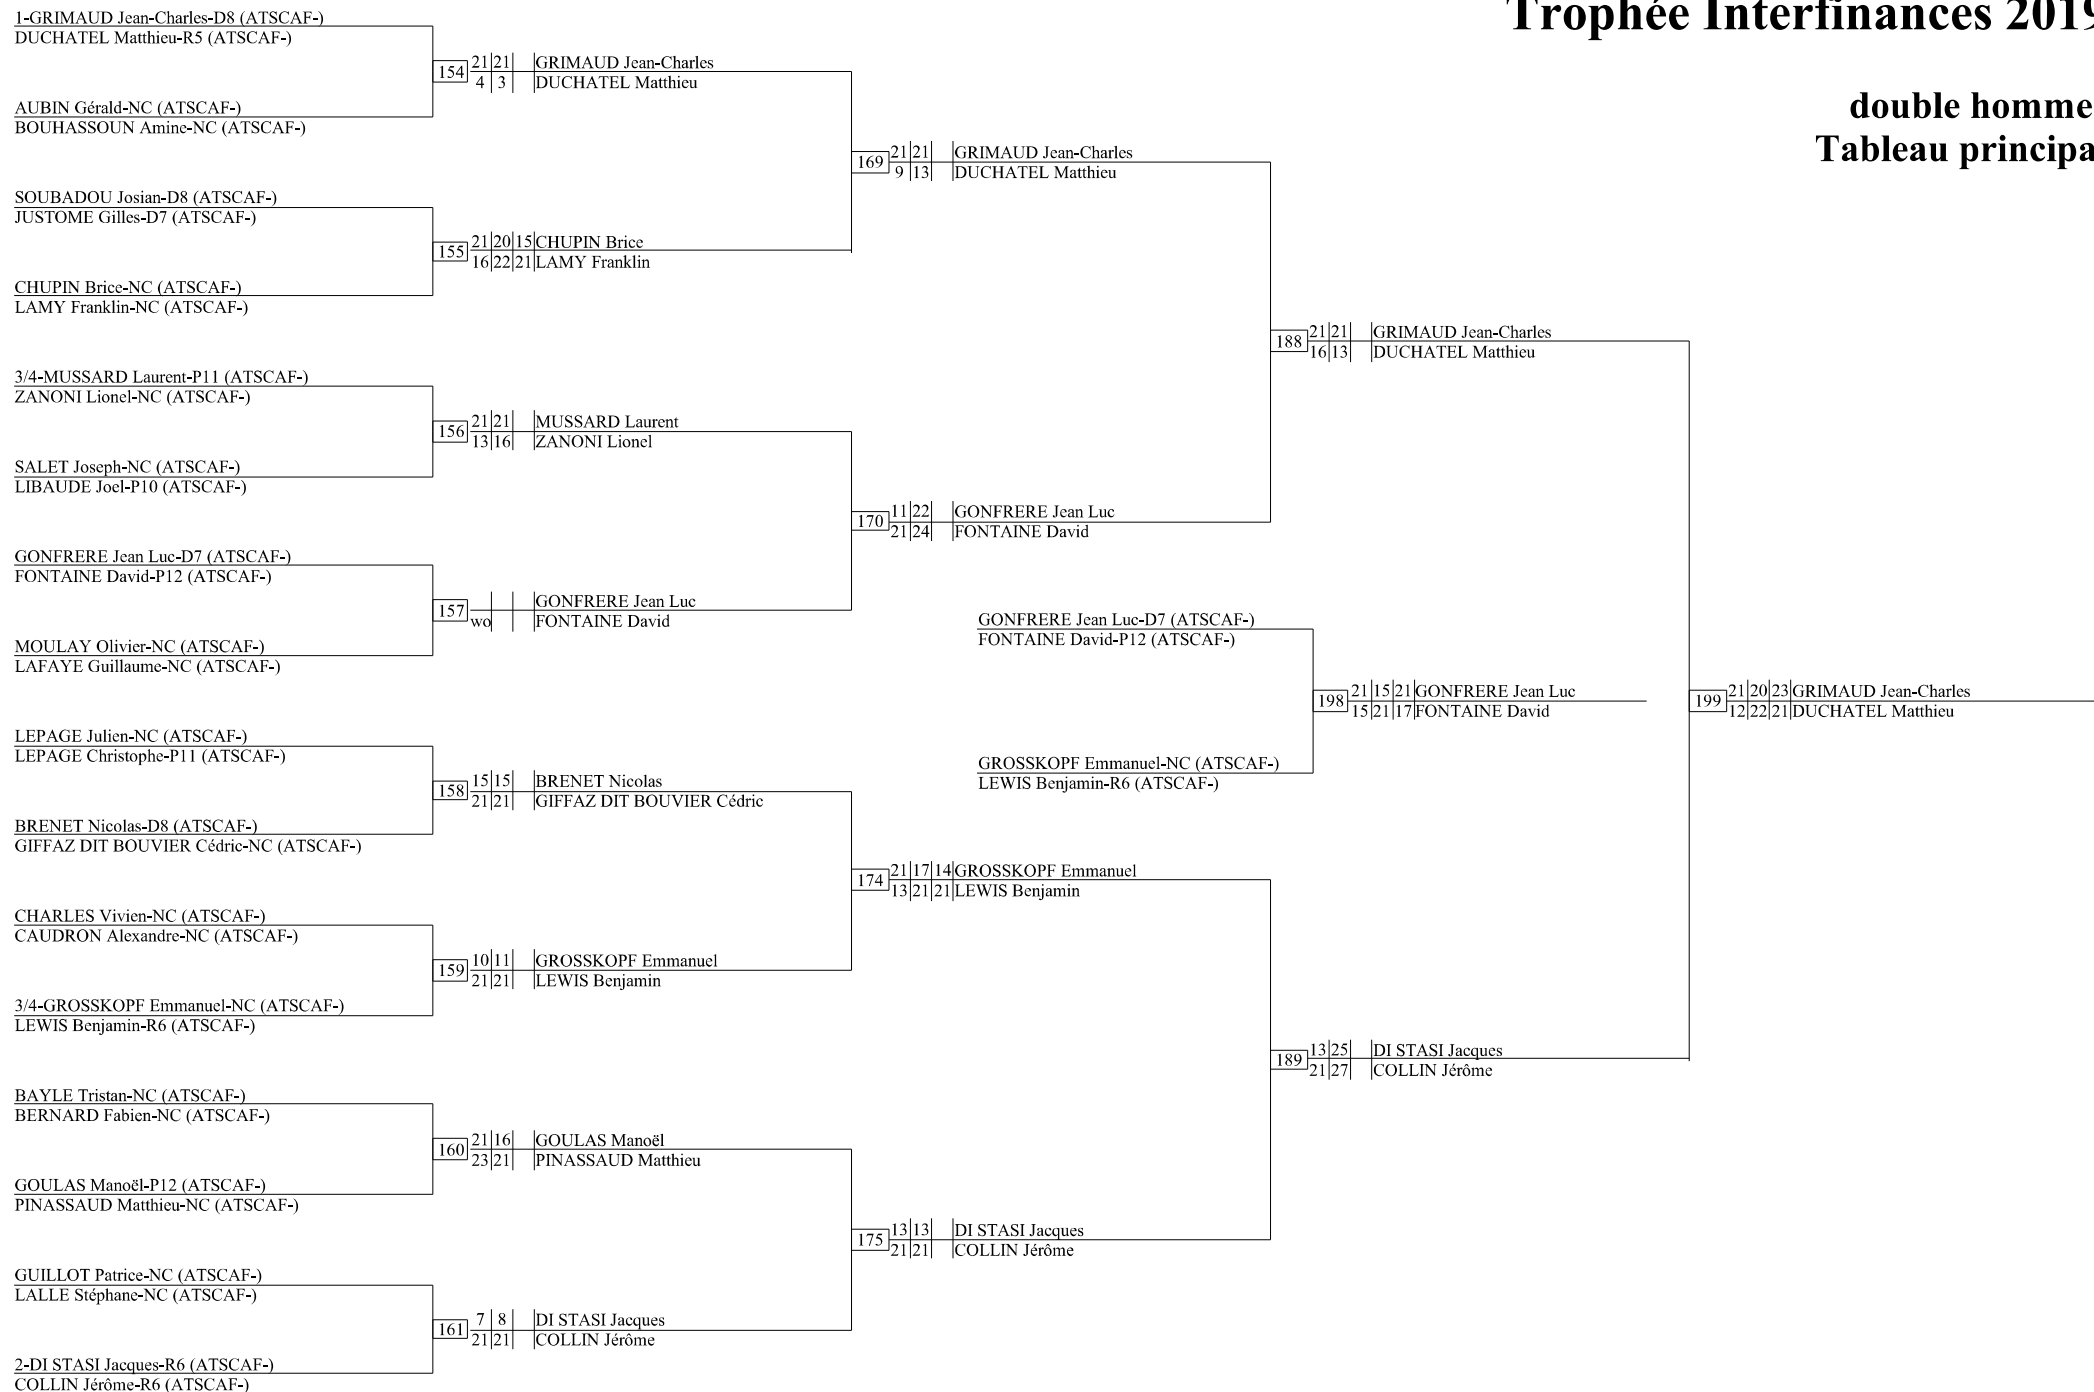 Trophée Interfinances 2019
double homme
Tableau principa
1-GRIMAUD Jean-Charles-D8 (ATSCAF-)
DUCHATEL Matthieu-R5 (ATSCAF-)
154 21 21 GRIMAUD Jean-Charles
4 3 DUCHATEL Matthieu
AUBIN Gérald-NC (ATSCAF-)
BOUHASSOUN Amine-NC (ATSCAF-)
169 21 21 GRIMAUD Jean-Charles
9 13 DUCHATEL Matthieu
SOUBADOU Josian-D8 (ATSCAF-)
JUSTOME Gilles-D7 (ATSCAF-)
155 21 20 15 CHUPIN Brice
16 22 21 LAMY Franklin
CHUPIN Brice-NC (ATSCAF-)
LAMY Franklin-NC (ATSCAF-)
188 21 21 GRIMAUD Jean-Charles
16 13 DUCHATEL Matthieu
3/4-MUSSARD Laurent-P11 (ATSCAF-)
ZANONI Lionel-NC (ATSCAF-)
156 21 21 MUSSARD Laurent
13 16 ZANONI Lionel
SALET Joseph-NC (ATSCAF-)
LIBAUDE Joel-P10 (ATSCAF-)
170 11 22 GONFRERE Jean Luc
21 24 FONTAINE David
GONFRERE Jean Luc-D7 (ATSCAF-)
FONTAINE David-P12 (ATSCAF-)
157 GONFRERE Jean Luc
wo FONTAINE David
MOULAY Olivier-NC (ATSCAF-)
LAFAYE Guillaume-NC (ATSCAF-)
GONFRERE Jean Luc-D7 (ATSCAF-)
FONTAINE David-P12 (ATSCAF-)
198 21 15 21 GONFRERE Jean Luc
15 21 17 FONTAINE David
199 21 20 23 GRIMAUD Jean-Charles
12 22 21 DUCHATEL Matthieu
GROSSKOPF Emmanuel-NC (ATSCAF-)
LEWIS Benjamin-R6 (ATSCAF-)
LEPAGE Julien-NC (ATSCAF-)
LEPAGE Christophe-P11 (ATSCAF-)
158 15 15 BRENET Nicolas
21 21 GIFFAZ DIT BOUVIER Cédric
BRENET Nicolas-D8 (ATSCAF-)
GIFFAZ DIT BOUVIER Cédric-NC (ATSCAF-)
174 21 17 14 GROSSKOPF Emmanuel
13 21 21 LEWIS Benjamin
CHARLES Vivien-NC (ATSCAF-)
CAUDRON Alexandre-NC (ATSCAF-)
159 10 11 GROSSKOPF Emmanuel
21 21 LEWIS Benjamin
3/4-GROSSKOPF Emmanuel-NC (ATSCAF-)
LEWIS Benjamin-R6 (ATSCAF-)
189 13 25 DI STASI Jacques
21 27 COLLIN Jérôme
BAYLE Tristan-NC (ATSCAF-)
BERNARD Fabien-NC (ATSCAF-)
160 21 16 GOULAS Manoël
23 21 PINASSAUD Matthieu
GOULAS Manoël-P12 (ATSCAF-)
PINASSAUD Matthieu-NC (ATSCAF-)
175 13 13 DI STASI Jacques
21 21 COLLIN Jérôme
GUILLOT Patrice-NC (ATSCAF-)
LALLE Stéphane-NC (ATSCAF-)
161 7 8 DI STASI Jacques
21 21 COLLIN Jérôme
2-DI STASI Jacques-R6 (ATSCAF-)
COLLIN Jérôme-R6 (ATSCAF-)